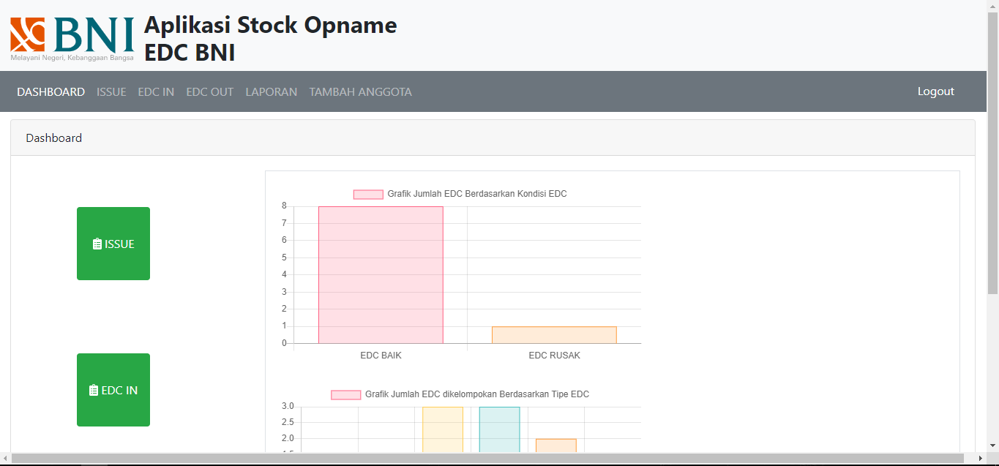 BNI
Melayani Negeri, Kebanggaan Bangsa
Aplikasi Stock Opname
EDC BNI
DASHBOARD ISSUE EDC IN EDC OUT LAPORAN TAMBAH ANGGOTA Logout
Dashboard
ISSUE
EDC IN
Grafik Jumlah EDC Berdasarkan Kondisi EDC
8
7
6
5
4
3
2
1
0
EDC BAIK EDC RUSAK
Grafik Jumlah EDC dikelompokan Berdasarkan Tipe EDC
3.0
2.5
2.0